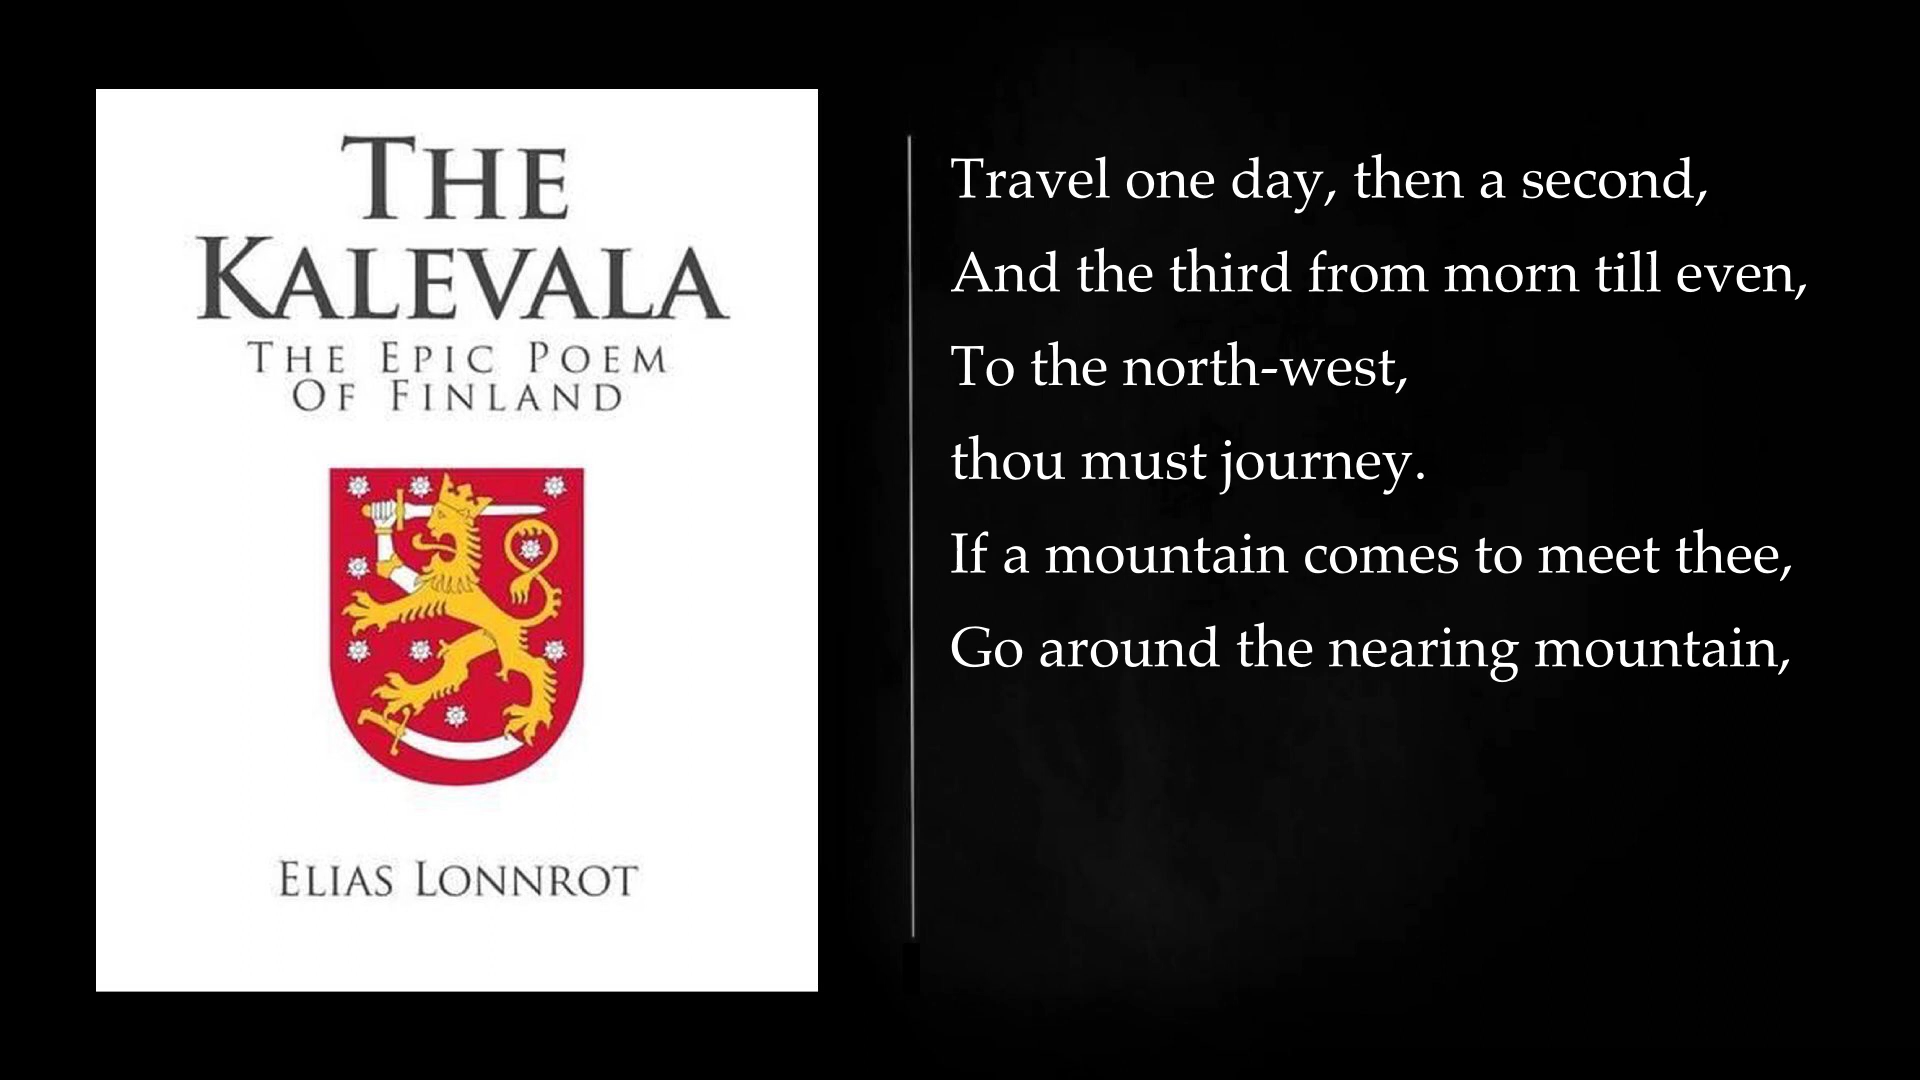 THE
KALEVALA
THE EPIC POEM
OF FINLAND
ELIAS LONNROT
Travel one day, then a second,
And the third from morn till even,
To the north-west,
thou must journey.
If a mountain comes to meet thee,
Go around the nearing mountain,